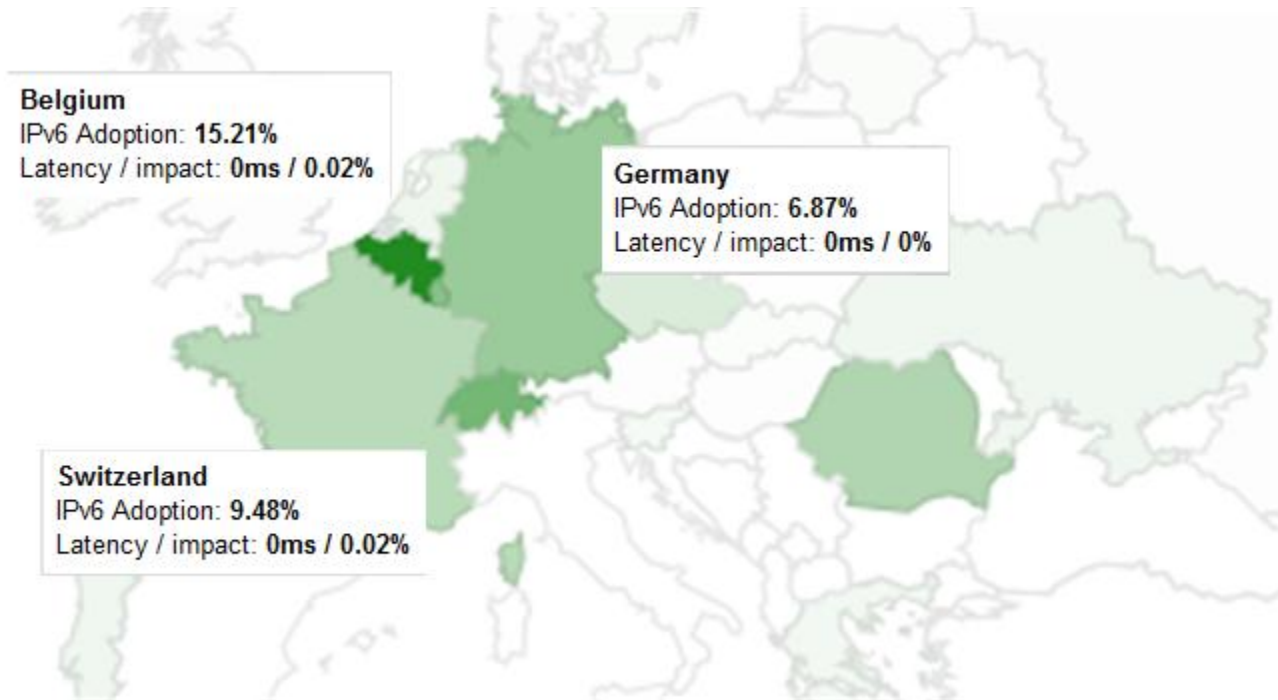 Belgium
IPv6 Adoption: 15.21%
Latency / impact: 0ms / 0.02%
Germany
IPv6 Adoption: 6.87%
Latency / impact: 0ms / 0%
Switzerland
IPv6 Adoption: 9.48%
Latency / impact: 0ms / 0.02%